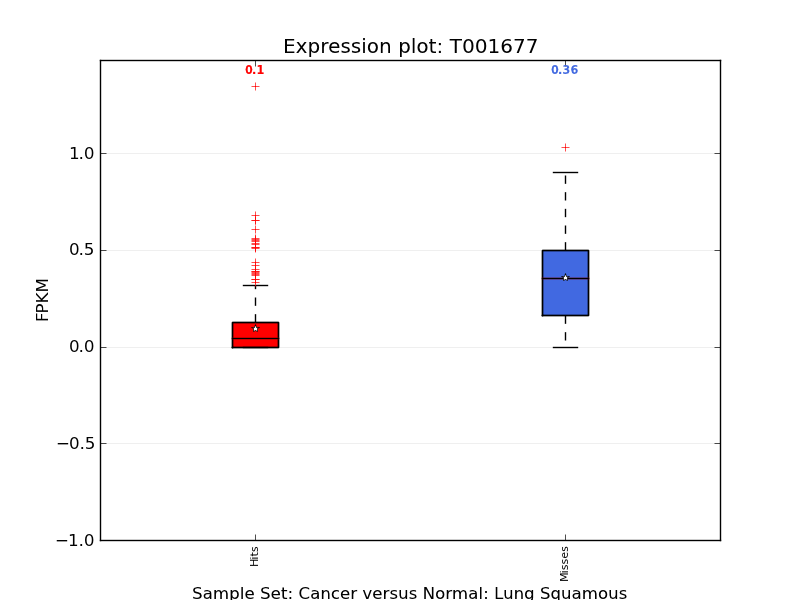 Expression plot: T001677
0.1
0.36
1.0
0.5
0.0
−0.5
−1.0
FPKM
Hits
Misses
Sample Set: Cancer versus Normal: Lung Squamous